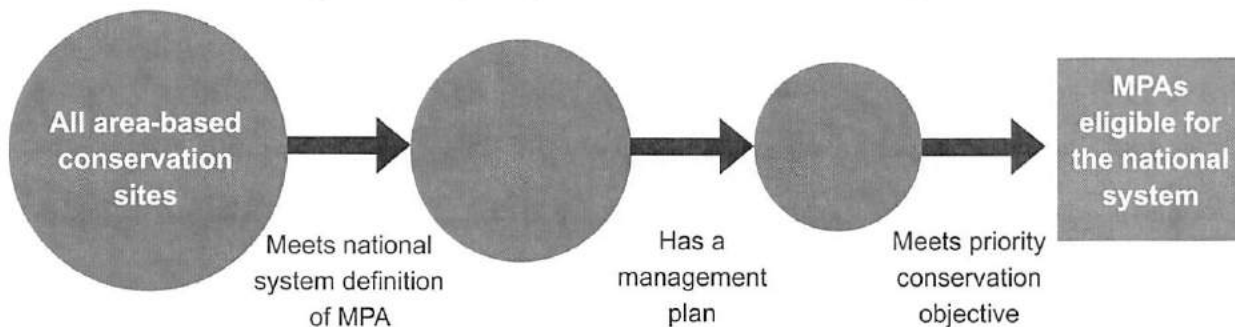 All area-based
conservation
sites
Meets national
system definition
of MPA
Has a
management
plan
Meets priority
conservation
objective
MPAs
eligible for
the national
system